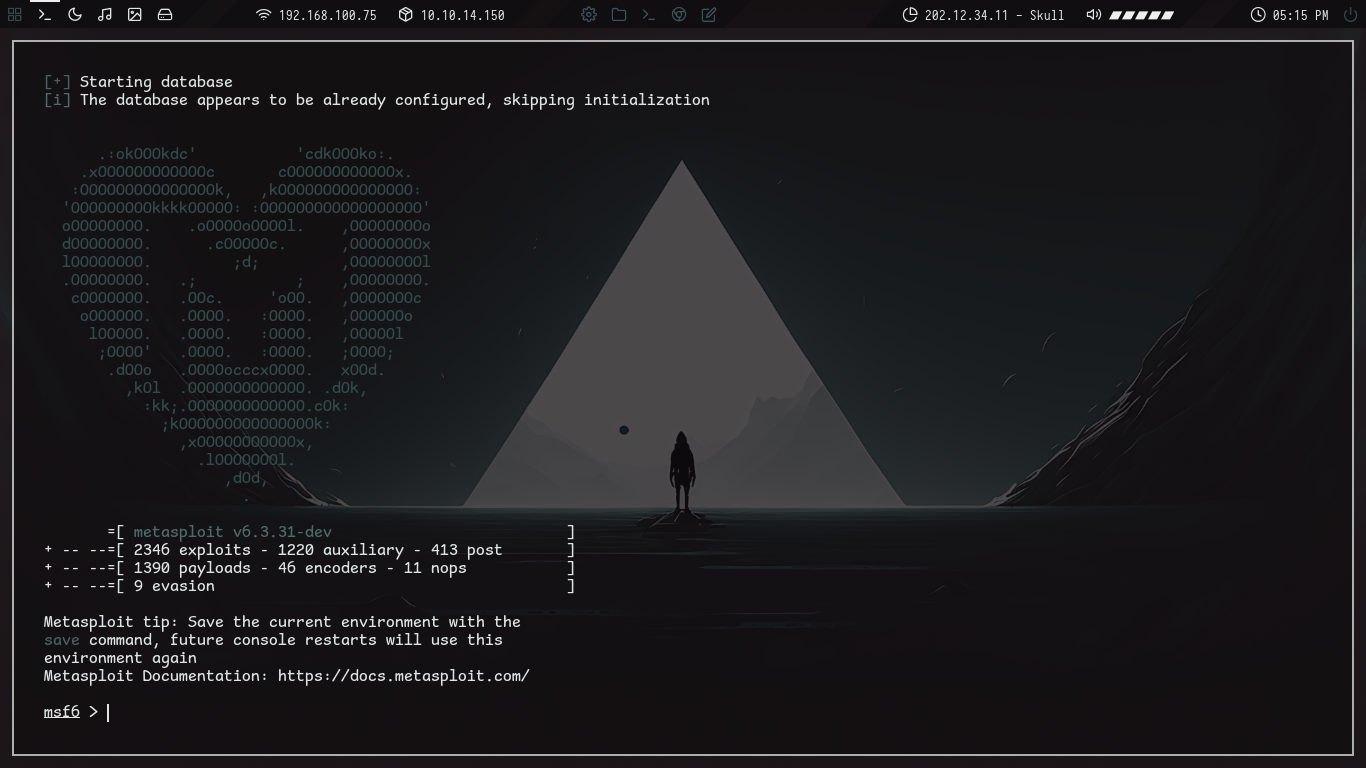 192.168.100.75 10.10.14.150 202.12.34.11 - Skull 05:15 PM
[+] Starting database
[i] The database appears to be already configured, skipping initialization
.:okOOOkdc'           'cdkOOOko:.
.xOOOOOOOOOOOOc       cOOOOOOOOOOOOx.
:OOOOOOOOOOOOOOOk,   ,kOOOOOOOOOOOOOOO:
'OOOOOOOOOkkkkOOOOO: :OOOOOOOOOOOOOOOOOO'
oOOOOOOOO.    .oOOOOoOOOOl.    ,OOOOOOOOo
dOOOOOOOO.      .cOOOOOc.      ,OOOOOOOOx
lOOOOOOOO.         ;d;         ,OOOOOOOOl
.OOOOOOOO.   .;           ;    ,OOOOOOOO.
cOOOOOOO.   .OOc.     'oOO.   ,OOOOOOOc
oOOOOOO.   .OOOO.   :OOOO.   ,OOOOOOo
lOOOOO.   .OOOO.   :OOOO.   ,OOOOOl
;OOOO'   .OOOO.   :OOOO.   ;OOOO;
.dOOo   .OOOOocccxOOOO.   xOOd.
,kOl  .OOOOOOOOOOOOO. .dOk,
:kk;.OOOOOOOOOOOOO.cOk:
;kOOOOOOOOOOOOOOOk:
,xOOOOOOOOOOOx,
.lOOOOOOOl.
,dOd,
.
=[ metasploit v6.3.31-dev                          ]
+ -- --=[ 2346 exploits - 1220 auxiliary - 413 post       ]
+ -- --=[ 1390 payloads - 46 encoders - 11 nops           ]
+ -- --=[ 9 evasion                                       ]
Metasploit tip: Save the current environment with the
save command, future console restarts will use this
environment again
Metasploit Documentation: https://docs.metasploit.com/
msf6 >